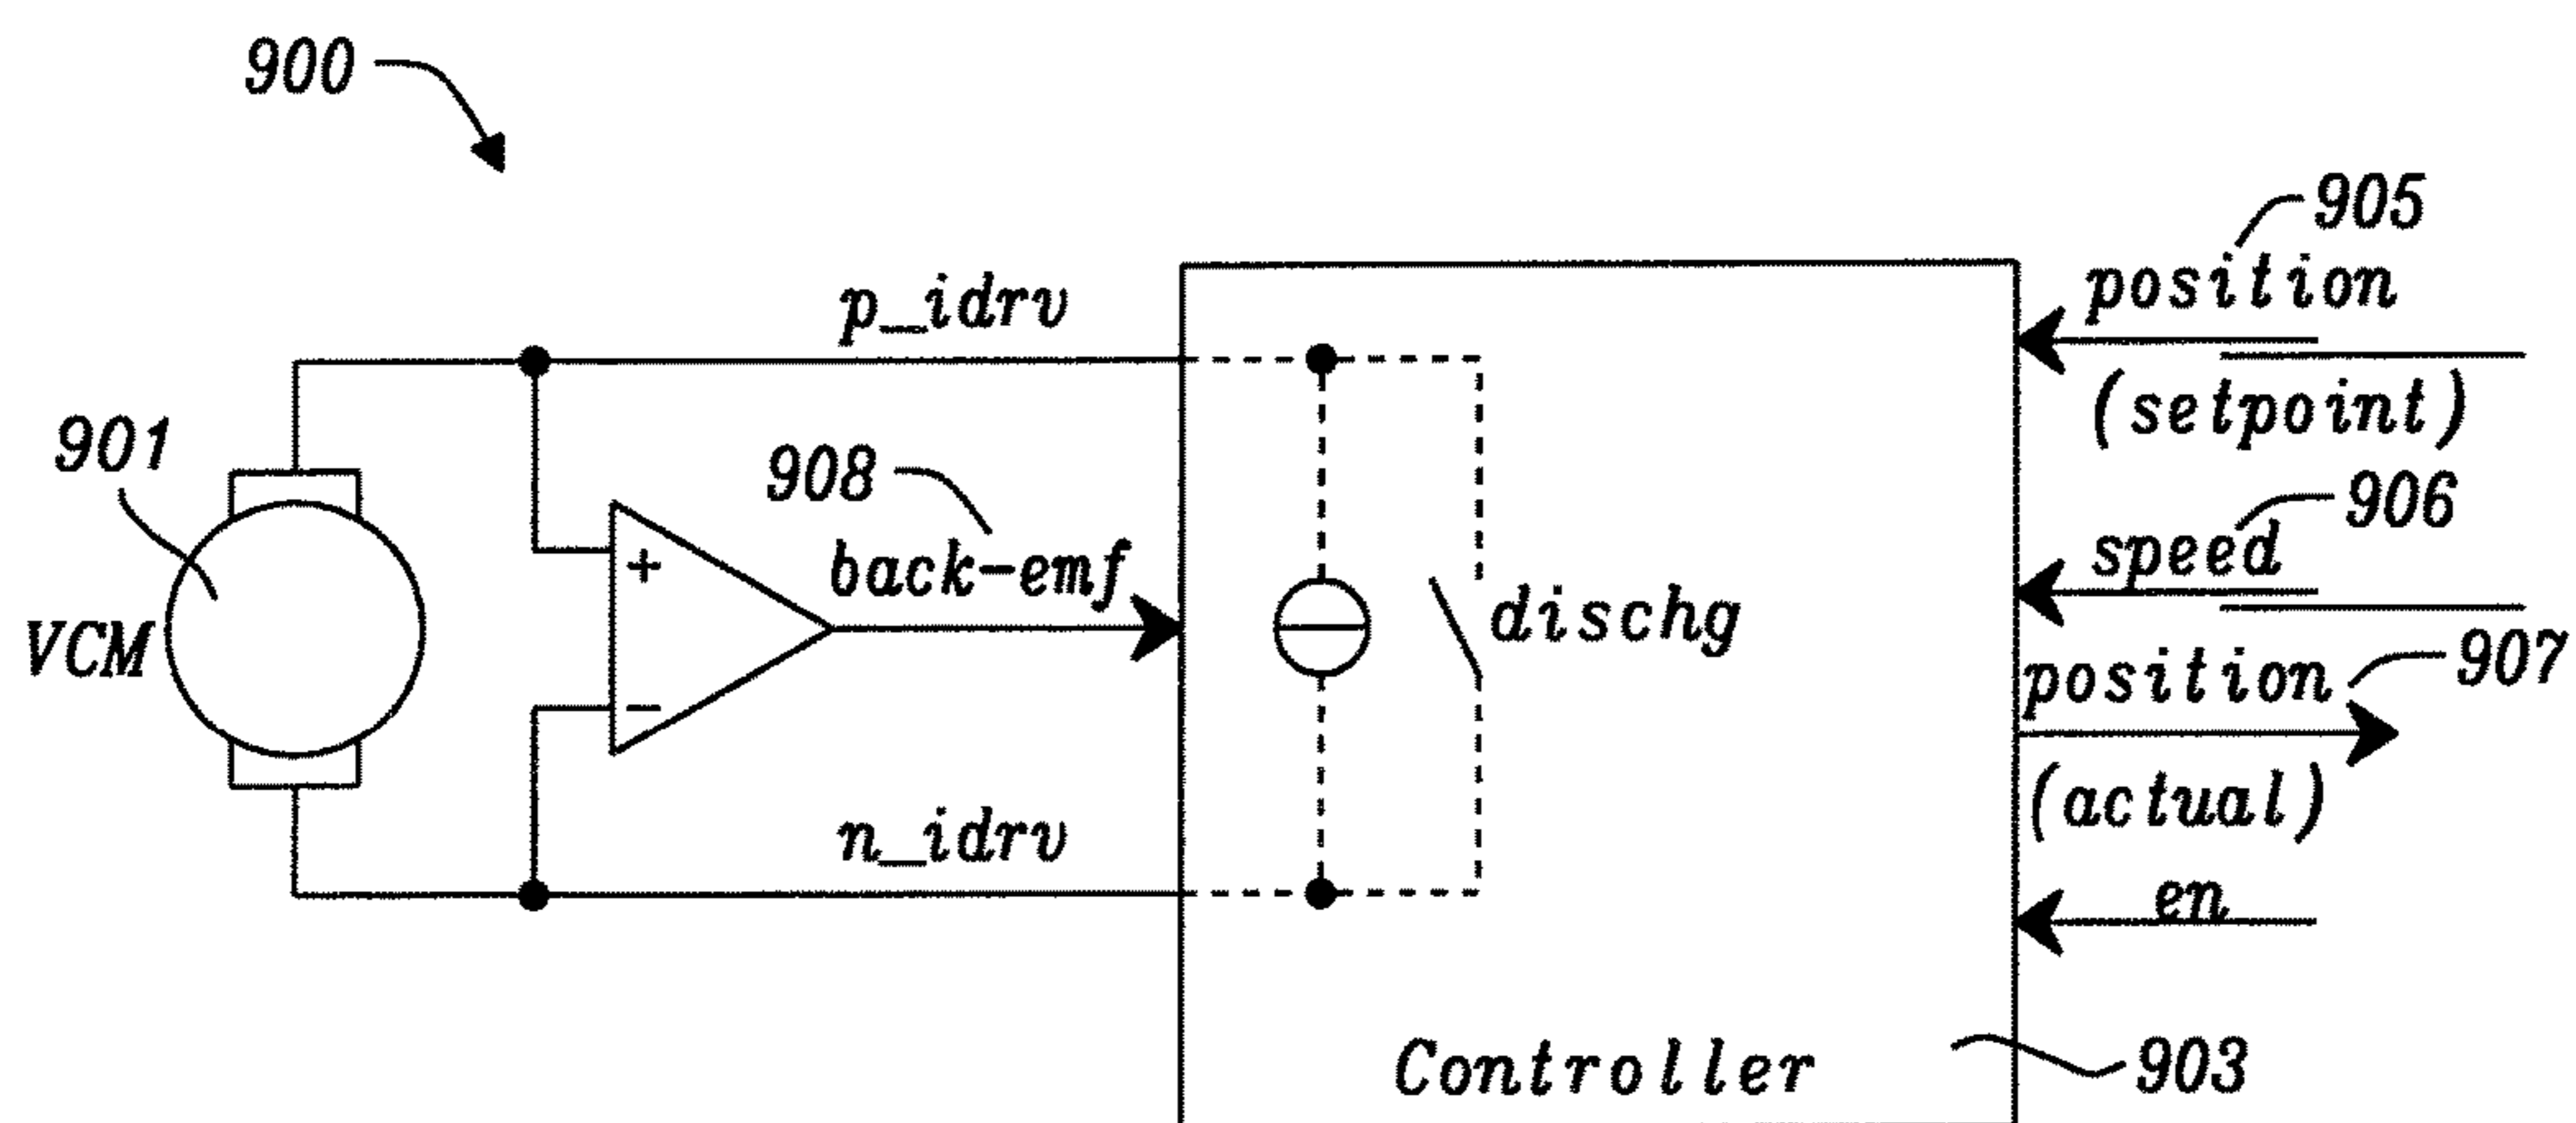 900
905
p_idrv
position
(setpoint)
901
908
906
back-emf
speed
+
VCM
dischg
907
position
-
n_idrv
(actual)
en
Controller
903